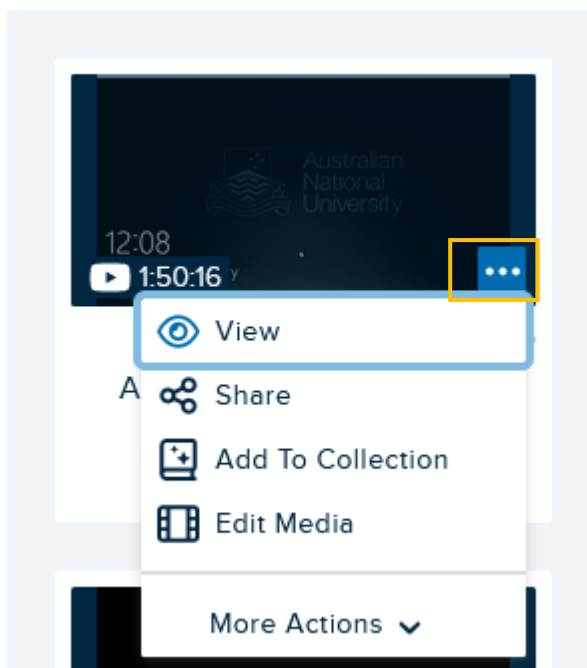 Australian
National
University
12:08
1:50:16
View
A
Share
Add To Collection
Edit Media
More Actions